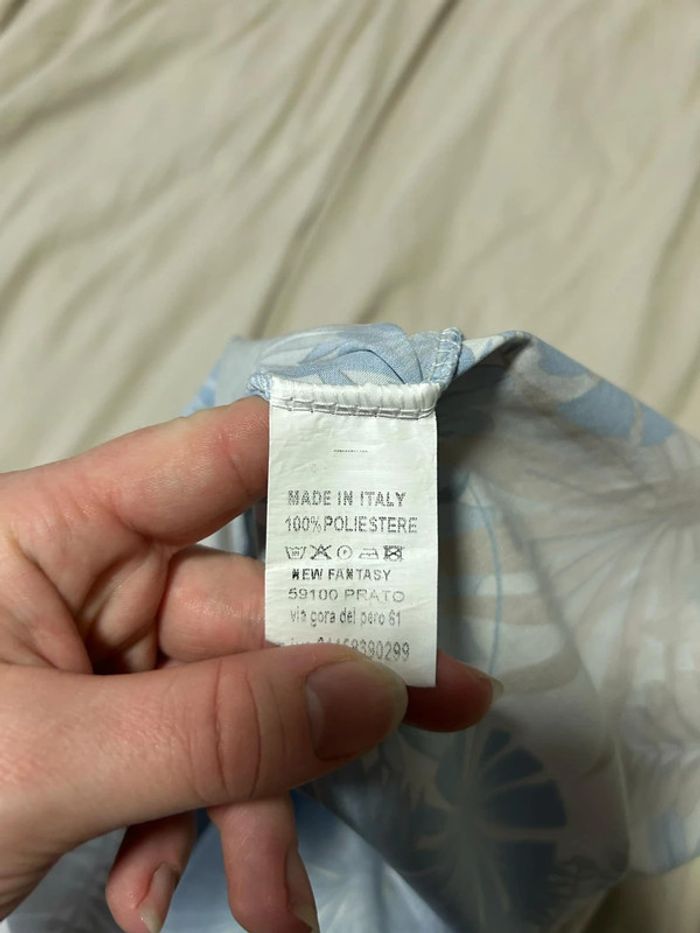 MADE IN ITALY
100%POLIESTERE
NEW FANTASY
59100 PRATO
via gora del pero 61